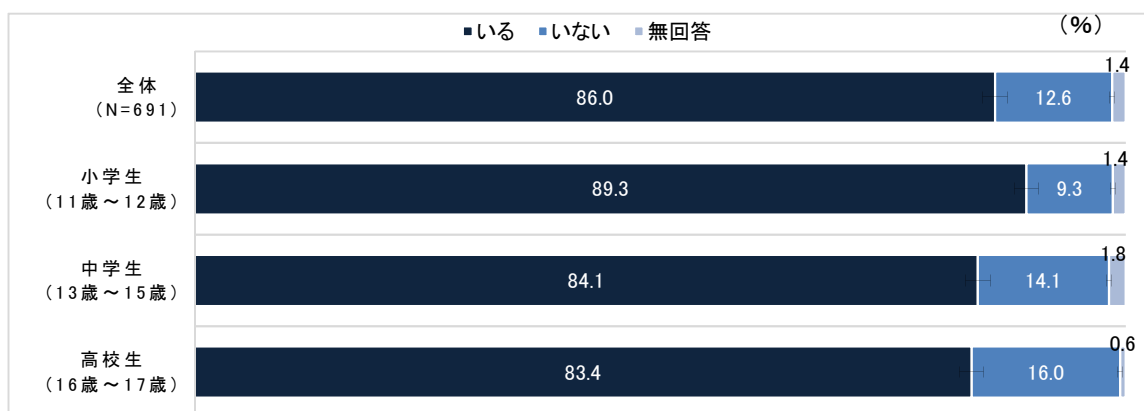 ■いる ■いない ■無回答
（%）
全体
（N=691）
86.0 12.6 1.4
小学生
（11歳～12歳）
89.3 9.3 1.4
中学生
（13歳～15歳）
84.1 14.1 1.8
高校生
（16歳～17歳）
83.4 16.0 0.6